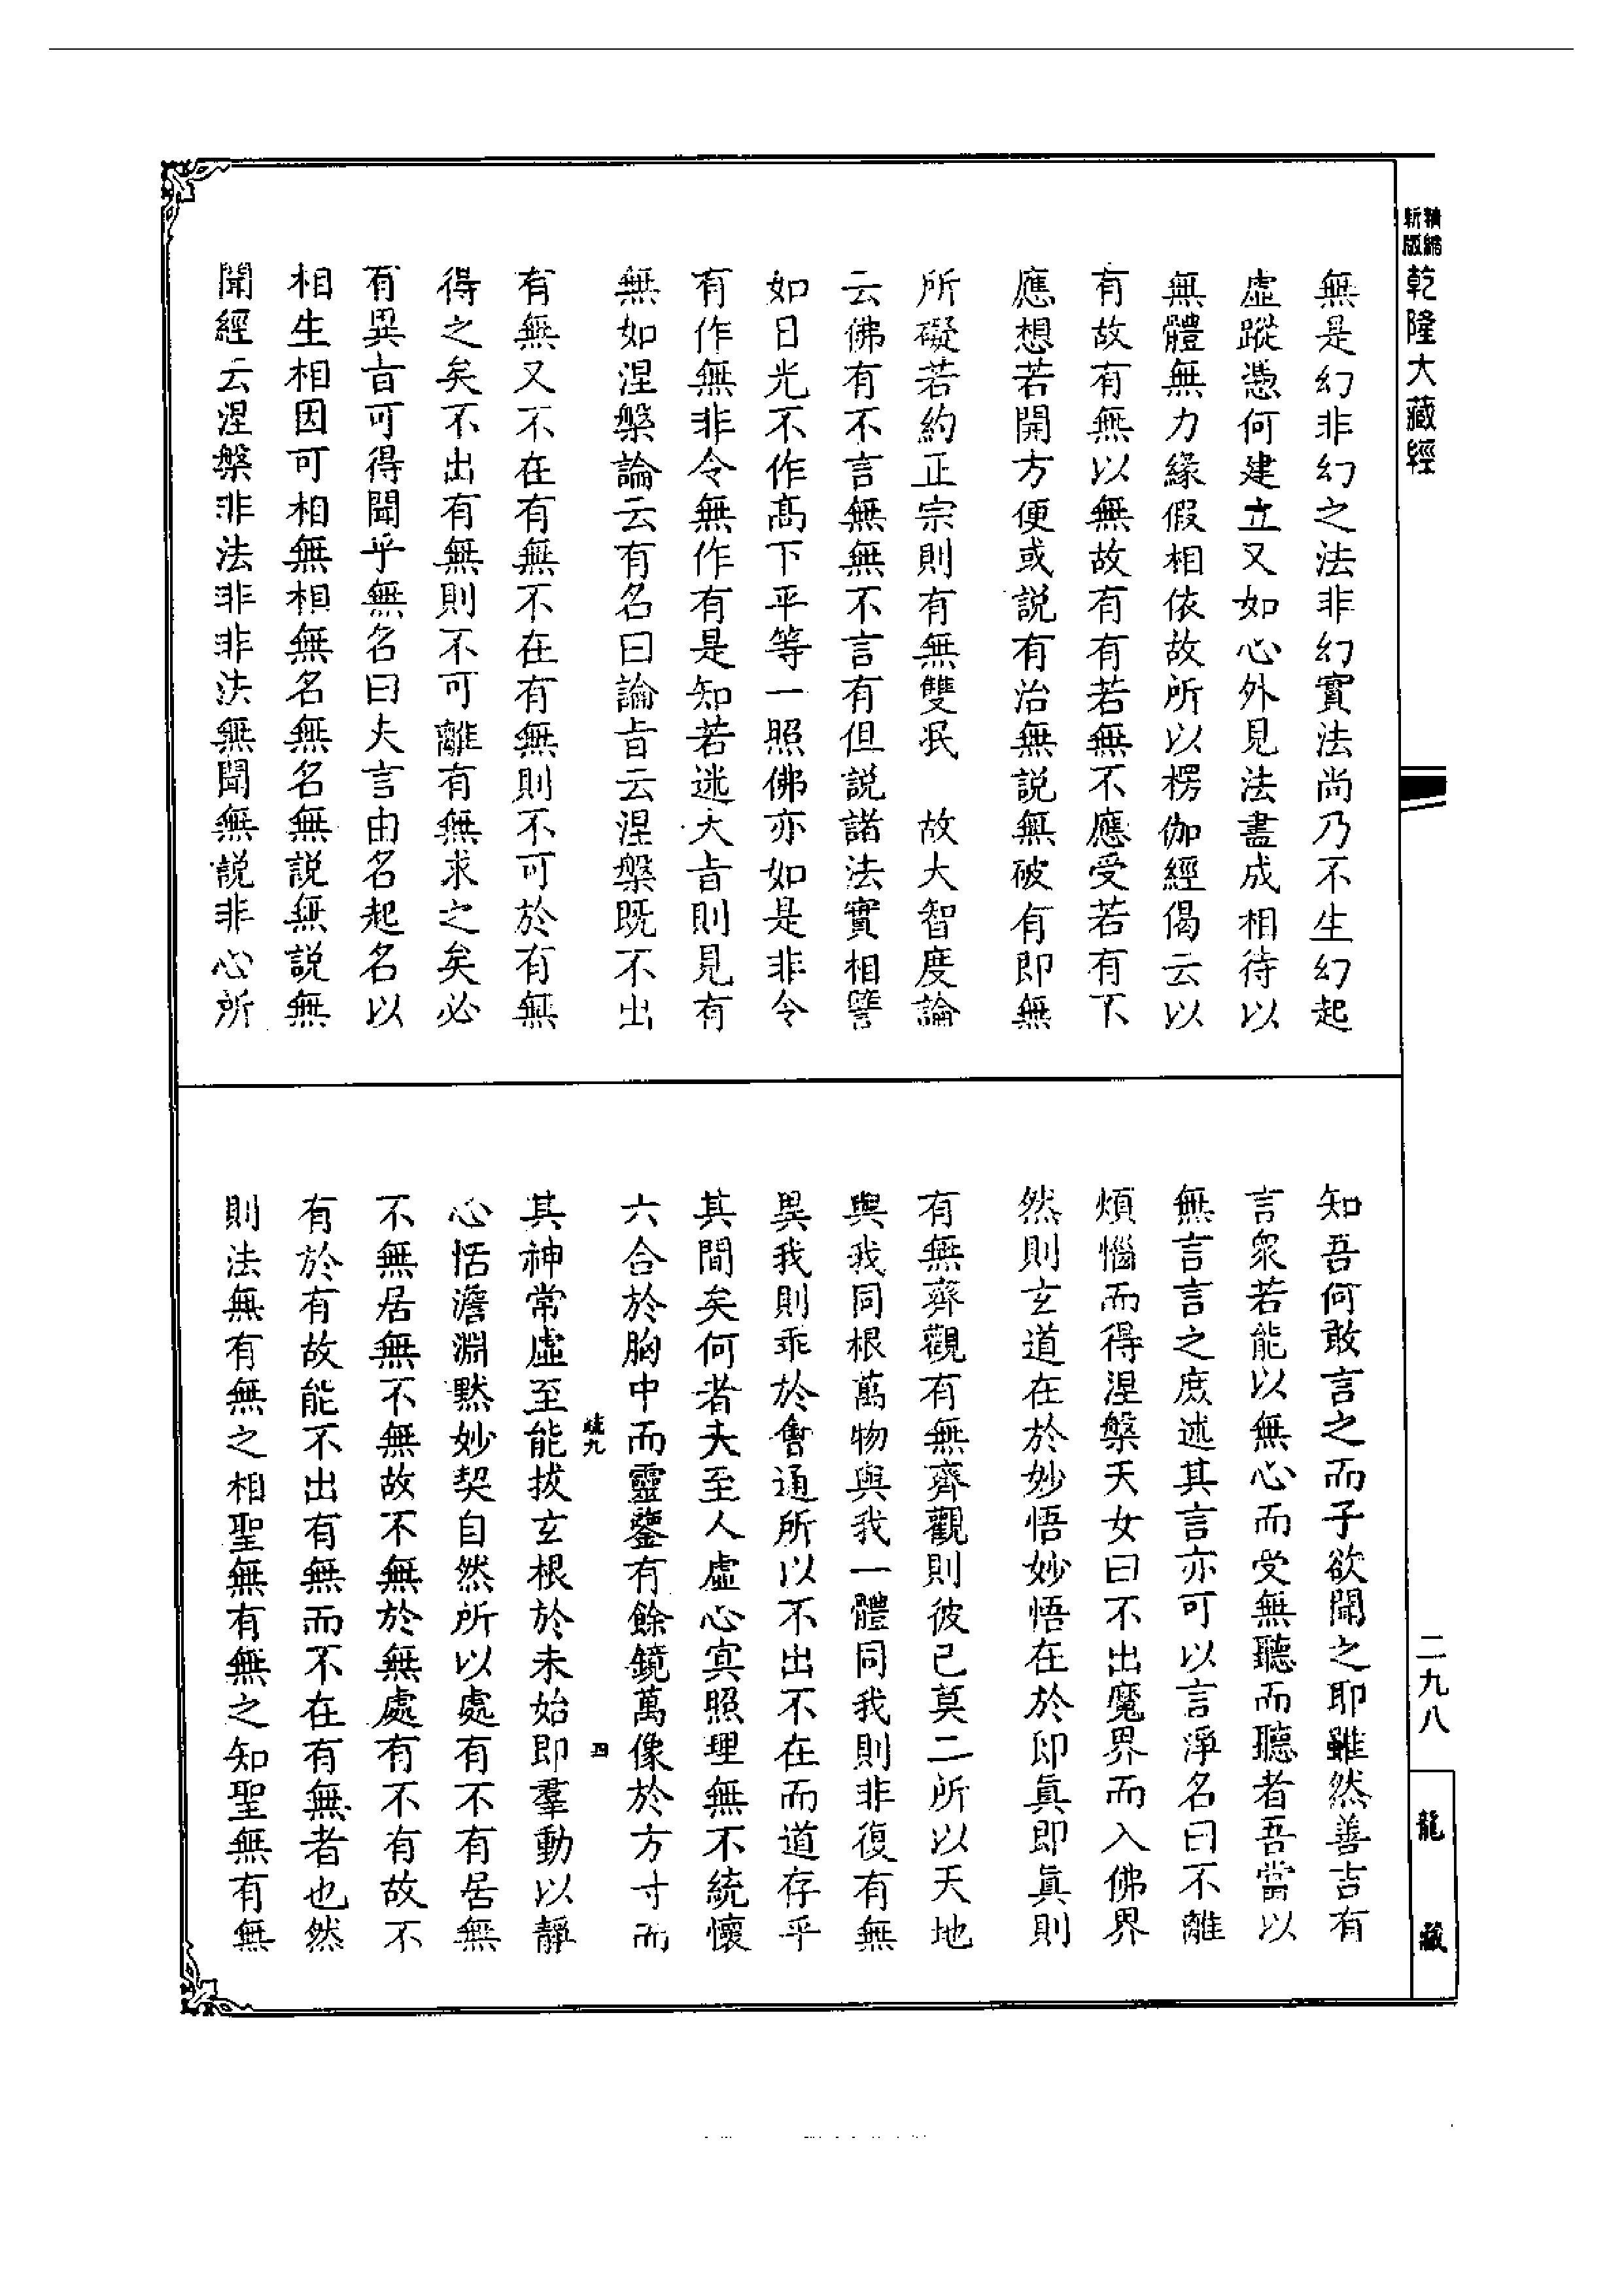 精縮新版
乾隆大藏經
無是幻非幻之法非幻實法尚乃不生幻起
虛蹤憑何建立又如心外見法盡成相待以
無體無力緣假相依故所以楞伽經偈云以
有故有無以無故有有若無不應受若有不
應想若開方便或説有治無説無破有即無
所礙若約正宗則有無雙泯　故大智度論
云佛有不言無無不言有但説諸法實相譬
如日光不作高下平等一照佛亦如是非令
有作無非令無作有是知若迷大旨則見有
無如涅槃論云有名曰論旨云涅槃既不出
有無又不在有無不在有無則不可於有無
得之矣不出有無則不可離有無求之矣必
有異旨可得聞乎無名曰夫言由名起名以
相生相因可相無相無名無名無説無説無
聞經云涅槃非法非非法無聞無説非心所
知吾何敢言之而子欲聞之耶雖然善吉有
言衆若能以無心而受無聽而聽者吾當以
無言言之庶述其言亦可以言淨名曰不離
煩惱而得涅槃天女曰不出魔界而入佛界
然則玄道在於妙悟妙悟在於即眞即眞則
有無齊觀有無齊觀則彼已莫二所以天地
與我同根萬物與我一體同我則非復有無
異我則乖於會通所以不出不在而道存乎
其間矣何者夫至人虛心冥照理無不統懷
六合於胸中而靈鑒有餘鏡萬像於方寸而
其神常虛至能拔玄根於未始即羣動以靜
心恬澹淵默妙契自然所以處有不有居無
不無居無不無故不無於無處有不有故不
有於有故能不出有無而不在有無者也然
則法無有無之相聖無有無之知聖無有無
二九八
龍藏